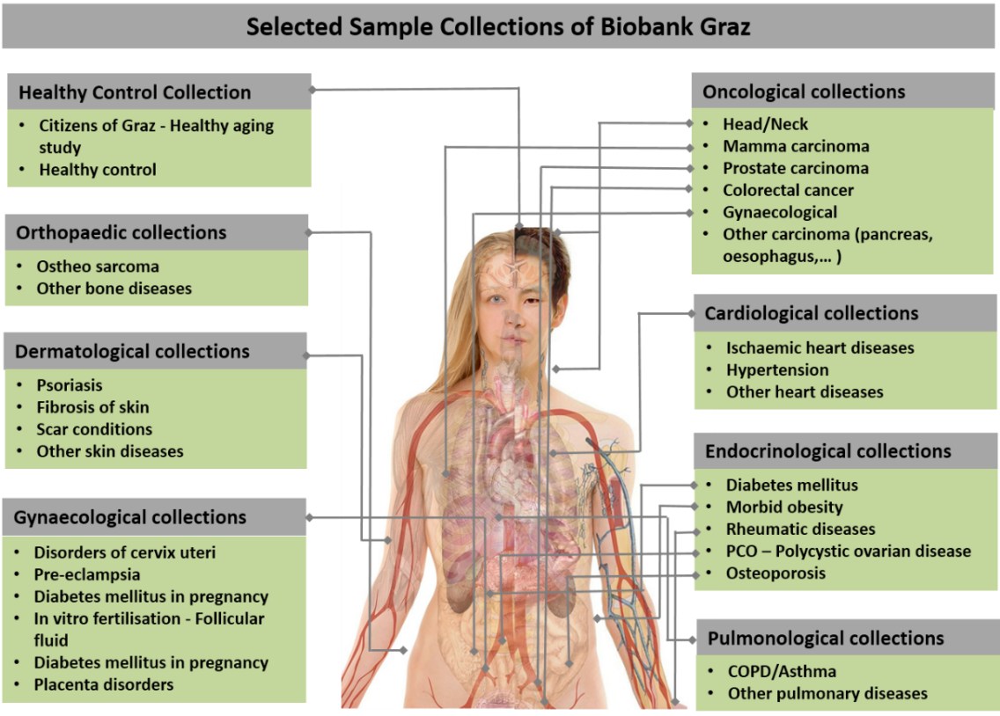 Selected Sample Collections of Biobank Graz
Healthy Control Collection
• Citizens of Graz - Healthy aging
study
• Healthy control
Orthopaedic collections
• Ostheo sarcoma
• Other bone diseases
Dermatological collections
• Psoriasis
• Fibrosis of skin
• Scar conditions
• Other skin diseases
Gynaecological collections
• Disorders of cervix uteri
• Pre-eclampsia
• Diabetes mellitus in pregnancy
• In vitro fertilisation - Follicular
fluid
• Diabetes mellitus in pregnancy
• Placenta disorders
Oncological collections
• Head/Neck
• Mamma carcinoma
• Prostate carcinoma
• Colorectal cancer
• Gynaecological
• Other carcinoma (pancreas,
oesophagus,... )
Cardiological collections
• Ischaemic heart diseases
• Hypertension
• Other heart diseases
Endocrinological collections
• Diabetes mellitus
• Morbid obesity
• Rheumatic diseases
• PCO – Polycystic ovarian disease
• Osteoporosis
Pulmonological collections
• COPD/Asthma
• Other pulmonary diseases